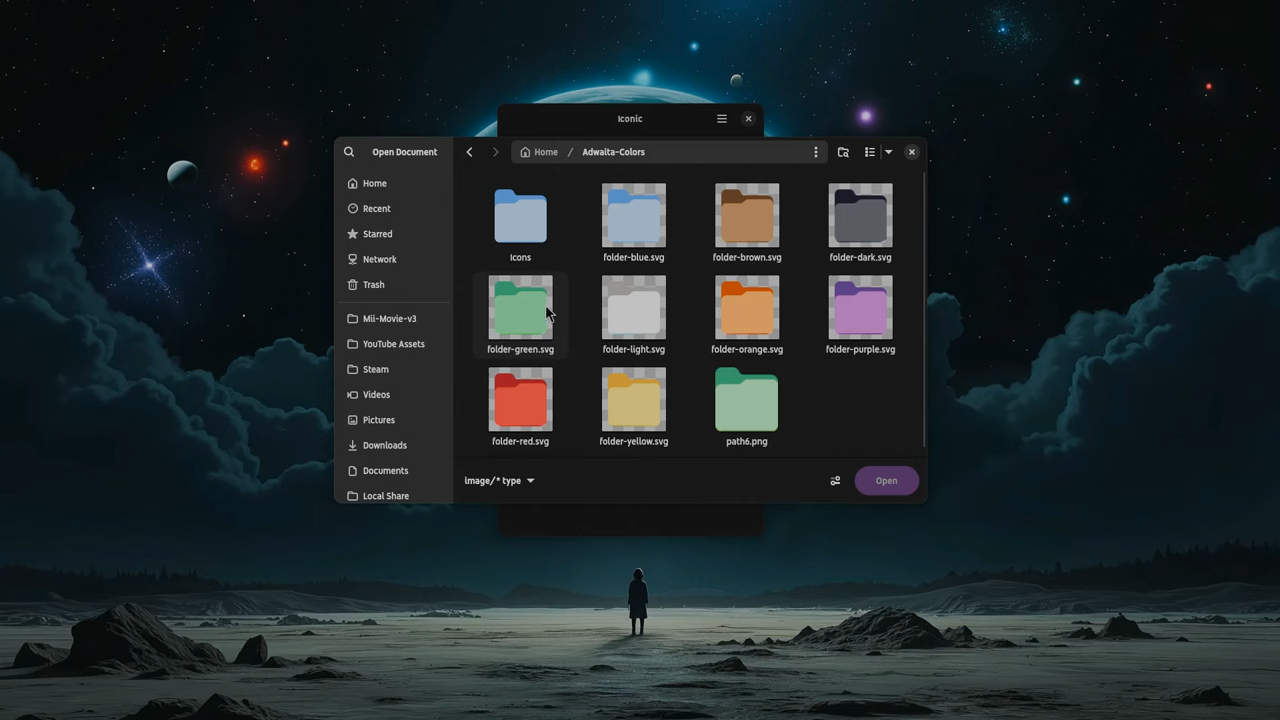 Iconic
Open Document
Home / Adwaita-Colors
Home
Recent
Starred
Network
Trash
Mii-Movie-v3
YouTube Assets
Steam
Videos
Pictures
Downloads
Documents
Local Share
Icons
folder-blue.svg
folder-brown.svg
folder-dark.svg
folder-green.svg
folder-light.svg
folder-orange.svg
folder-purple.svg
folder-red.svg
folder-yellow.svg
path6.png
image/* type
Open